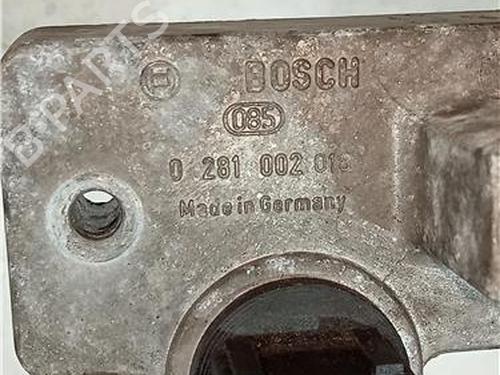 BOSCH
085
0 281 002 018
Made in Germany
B-PARTS